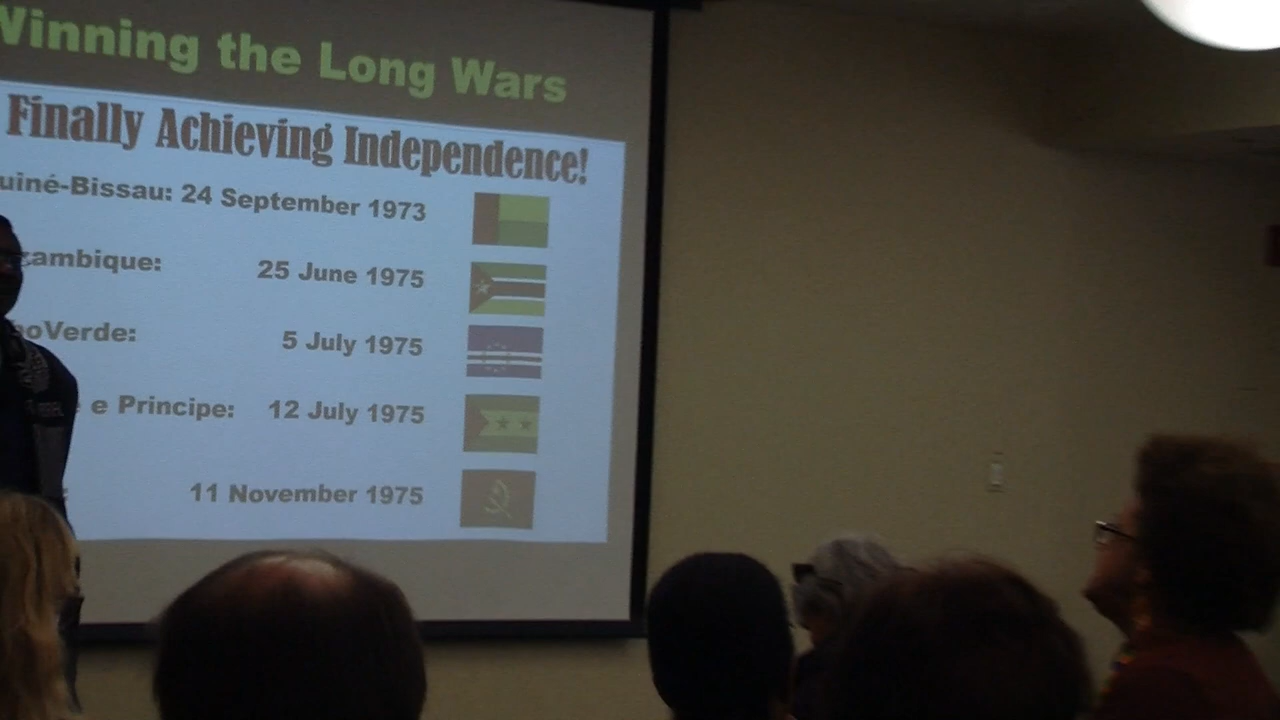 Winning the Long Wars
Finally Achieving Independence!
uiné-Bissau: 24 September 1973
çambique: 25 June 1975
oVerde: 5 July 1975
e Principe: 12 July 1975
: 11 November 1975